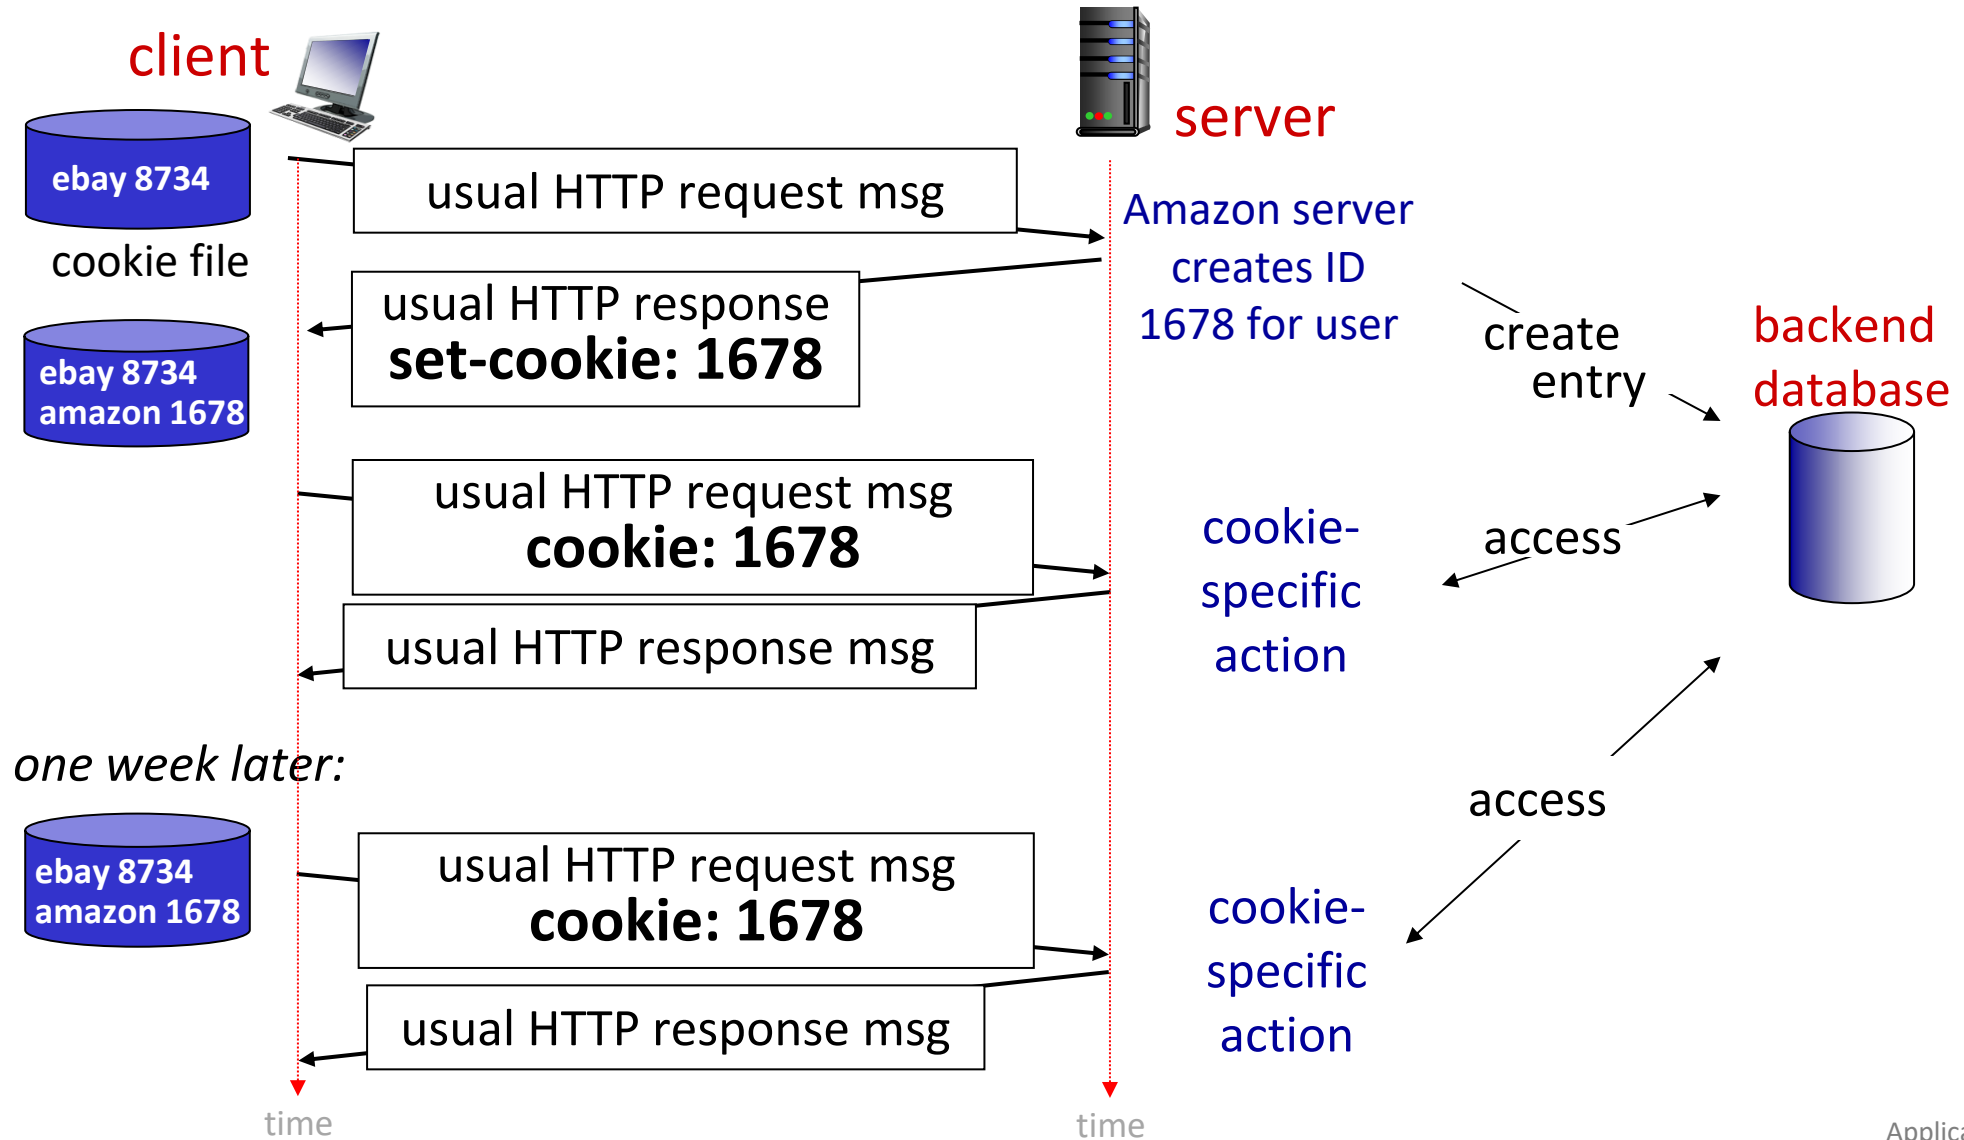 client
server
ebay 8734
cookie file
usual HTTP request msg
Amazon server
creates ID
1678 for user
usual HTTP response
set-cookie: 1678
create
entry
backend
database
ebay 8734
amazon 1678
usual HTTP request msg
cookie: 1678
cookie-
specific
action
access
usual HTTP response msg
one week later:
access
ebay 8734
amazon 1678
usual HTTP request msg
cookie: 1678
cookie-
specific
action
usual HTTP response msg
time
time